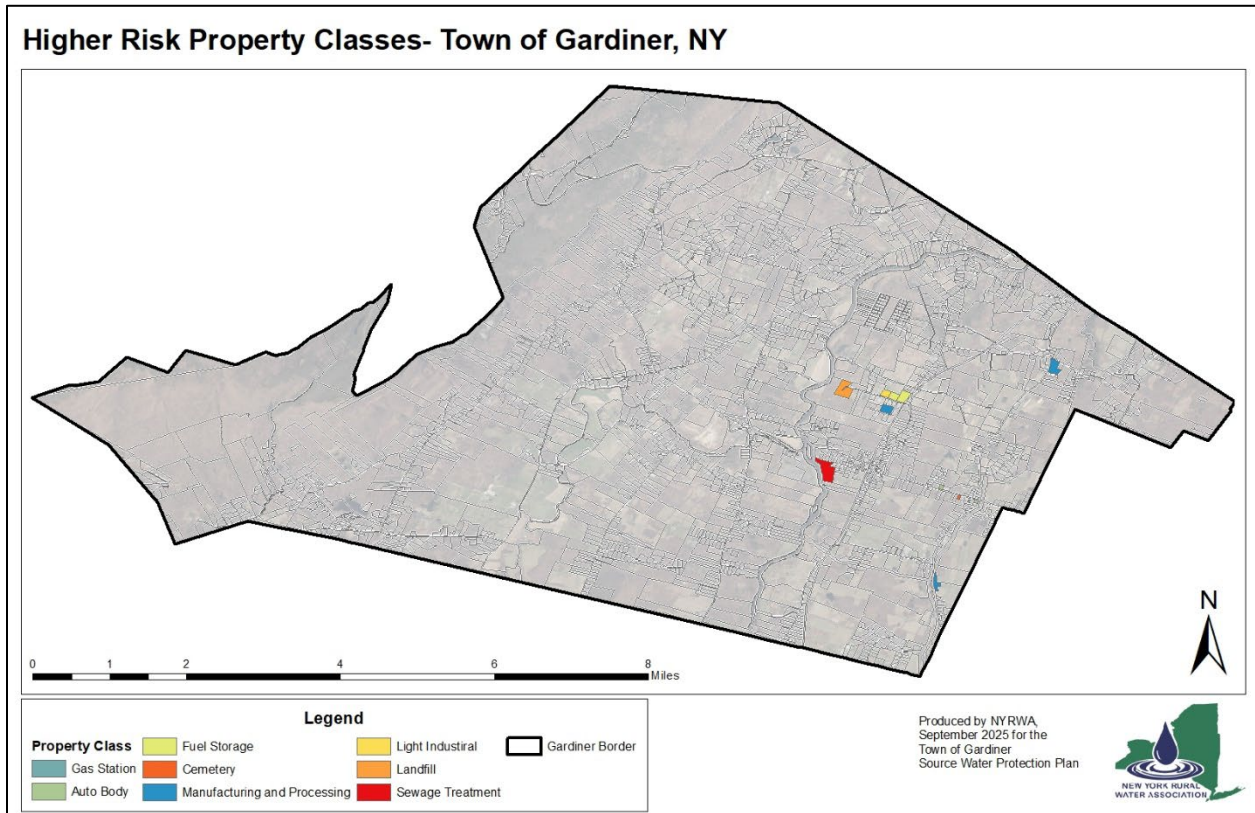 Higher Risk Property Classes- Town of Gardiner, NY
N
0 1 2 4 6 8
Miles
Legend
Property Class
Gas Station
Auto Body
Fuel Storage
Cemetery
Manufacturing and Processing
Light Industiral
Landfill
Sewage Treatment
Gardiner Border
Produced by NYRWA,
September 2025 for the
Town of Gardiner
Source Water Protection Plan
NEW YORK RURAL
WATER ASSOCIATION